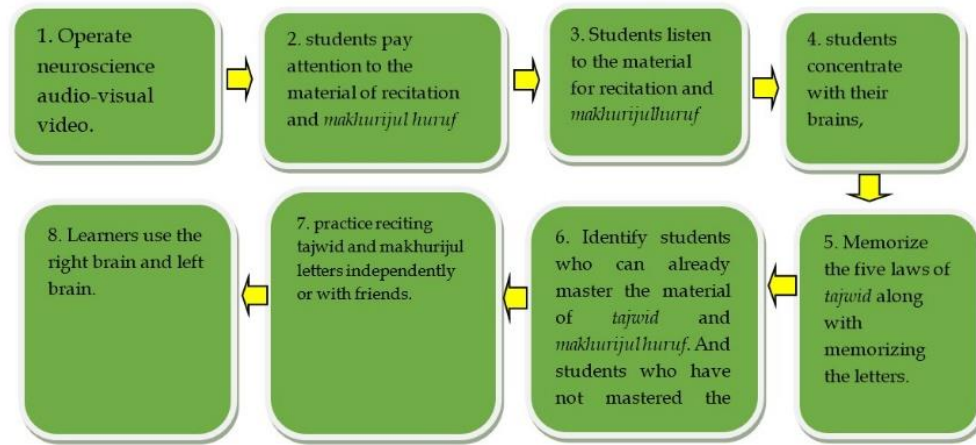 1. Operate
neuroscience
audio-visual
video.
2. students pay
attention to the
material of recitation
and makhurijul huruf
3. Students listen
to the material
for recitation and
makhurijulhuruf
4. students
concentrate
with their
brains,
5. Memorize
the five laws of
tajwid along
with
memorizing
the letters.
6. Identify students
who can already
master the material
of tajwid and
makhurijul huruf. And
students who have
not mastered the
7. practice reciting
tajwid and makhurijul
letters independently
or with friends.
8. Learners use the
right brain and left
brain.